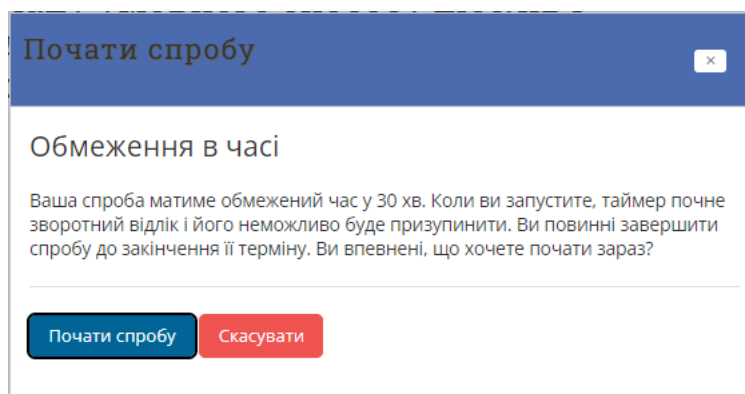 Почати спробу
×
Обмеження в часі
Ваша спроба матиме обмежений час у 30 хв. Коли ви запустите, таймер почне
зворотний відлік і його неможливо буде призупинити. Ви повинні завершити
спробу до закінчення її терміну. Ви впевнені, що хочете почати зараз?
Почати спробу Скасувати